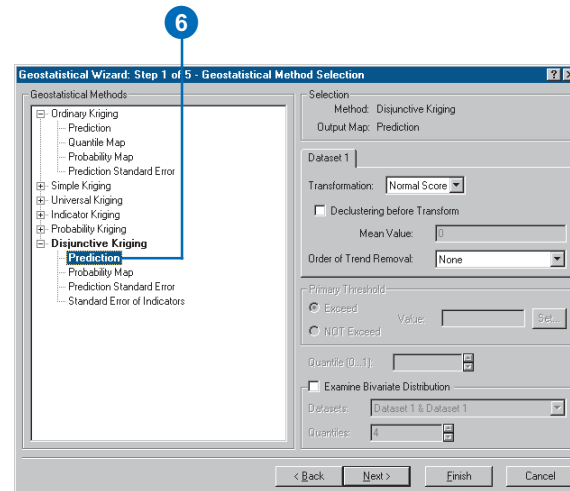 6
Geostatistical Wizard: Step 1 of 5 - Geostatistical Method Selection
Geostatistical Methods
Ordinary Kriging
Prediction
Quantile Map
Probability Map
Prediction Standard Error
Simple Kriging
Universal Kriging
Indicator Kriging
Probability Kriging
Disjunctive Kriging
Prediction
Probability Map
Prediction Standard Error
Standard Error of Indicators
Selection
Method: Disjunctive Kriging
Output Map: Prediction
Dataset 1
Transformation: Normal Score
Declustering before Transform
Mean Value: 0
Order of Trend Removal: None
Primary Threshold
Exceed
Value: Set...
NOT Exceed
Quantile (0...1):
Examine Bivariate Distribution
Datasets: Dataset 1 & Dataset 1
Quantiles: 4
< Back Next > Finish Cancel